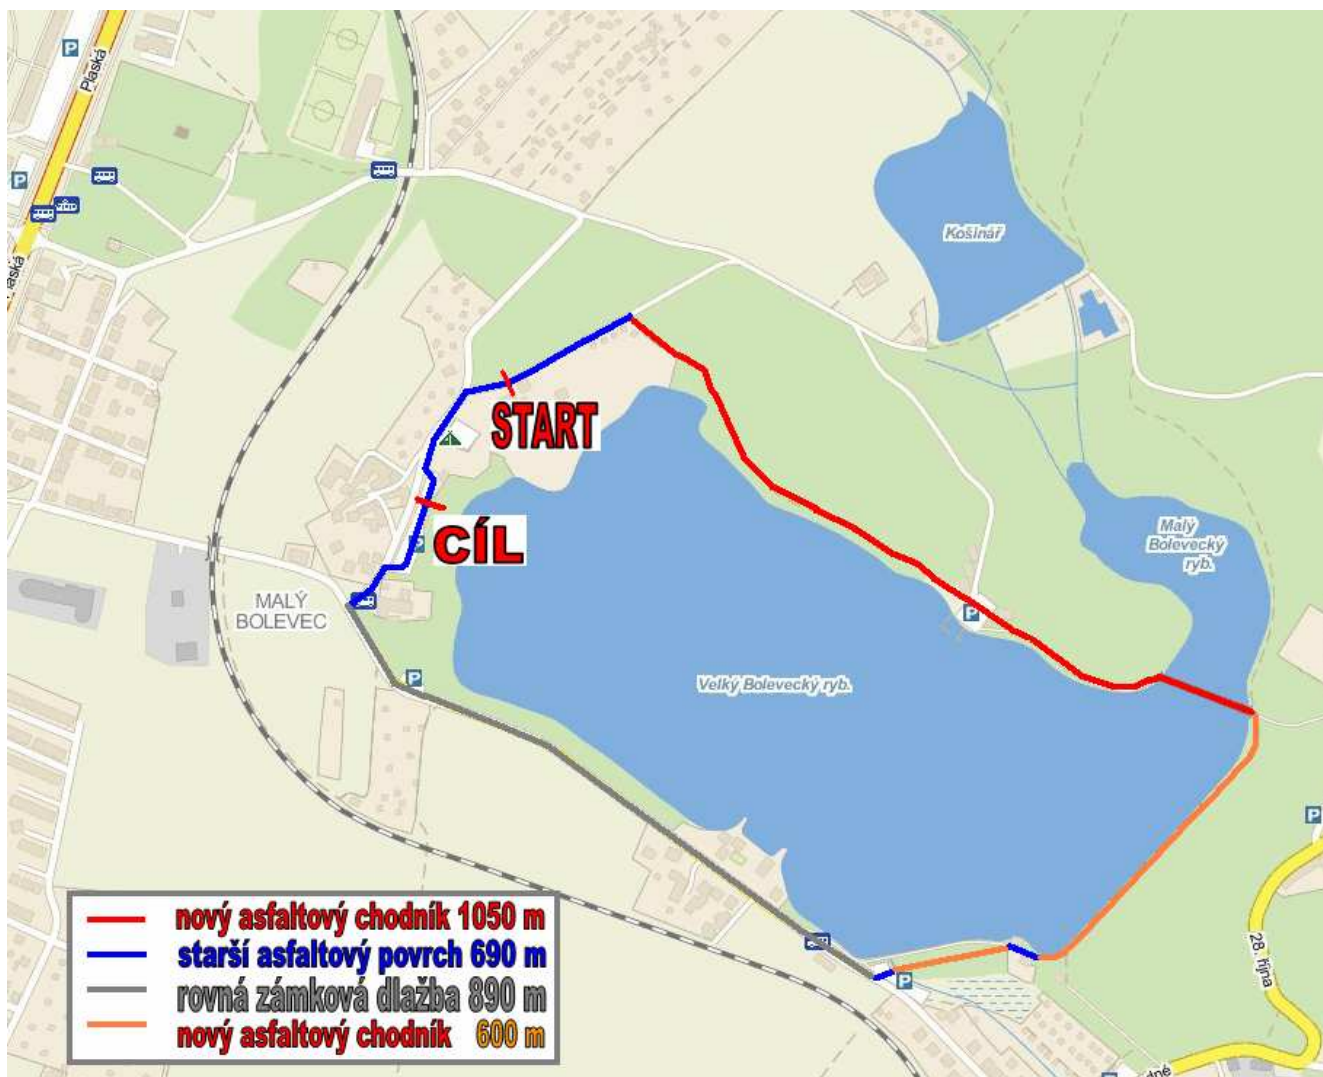 Plaská
Plaská
Košinář
START
CÍL
Malý
Bolevecký
ryb.
MALÝ
BOLEVEC
Velký Bolevecký ryb.
28. října
nový asfaltový chodník 1050 m
starší asfaltový povrch 690 m
rovná zámková dlažba 890 m
nový asfaltový chodník 600 m